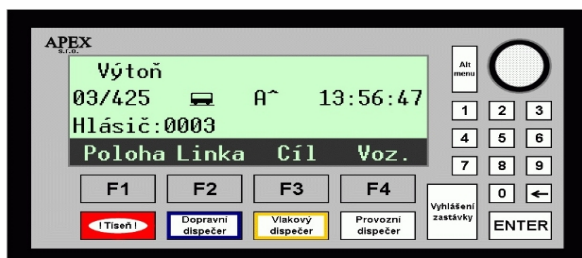 APEX
s.r.o.
Výtoň
03/425 A^ 13:56:47
Hlásič:0003
Poloha Linka Cíl Voz.
F1 F2 F3 F4
! Tíseň ! Dopravní dispečer Vlakový dispečer Provozní dispečer
Alt menu
1 2 3
4 5 6
7 8 9
0 ←
Vyhlášení zastávky
ENTER